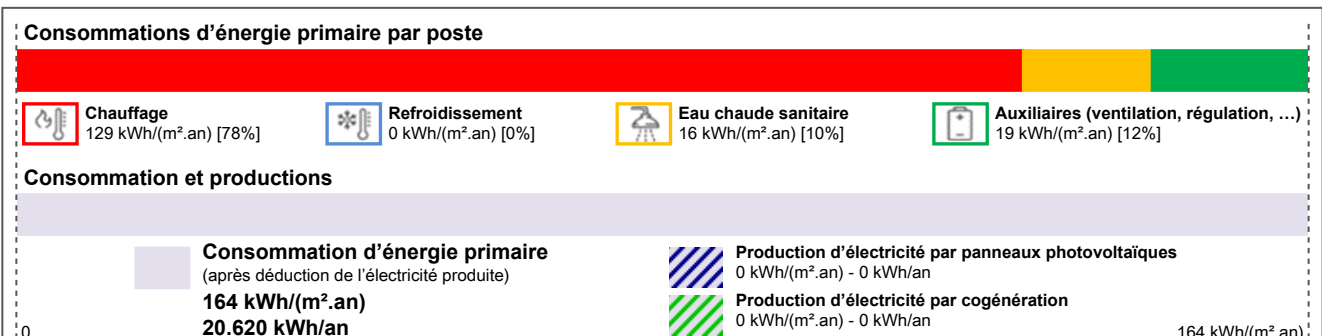 Consommations d'énergie primaire par poste
Chauffage
129 kWh/(m².an) [78%]
Refroidissement
0 kWh/(m².an) [0%]
Eau chaude sanitaire
16 kWh/(m².an) [10%]
Auxiliaires (ventilation, régulation, …)
19 kWh/(m².an) [12%]
Consommation et productions
Consommation d'énergie primaire
(après déduction de l'électricité produite)
164 kWh/(m².an)
20.620 kWh/an
Production d'électricité par panneaux photovoltaïques
0 kWh/(m².an) - 0 kWh/an
Production d'électricité par cogénération
0 kWh/(m².an) - 0 kWh/an
0
164 kWh/(m².an)